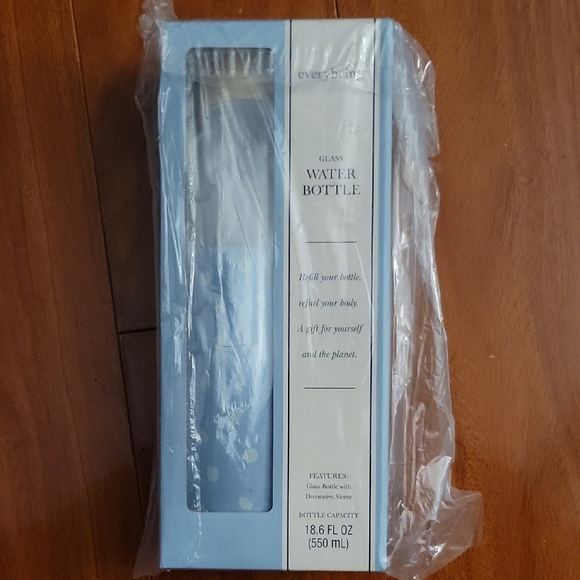 everybeing
GLASS
WATER
BOTTLE
Refill your bottle,
refuel your body.
A gift for yourself
and the planet.
FEATURES:
Glass Bottle with
Decorative Sleeve
BOTTLE CAPACITY
18.6 FL OZ
(550 mL)